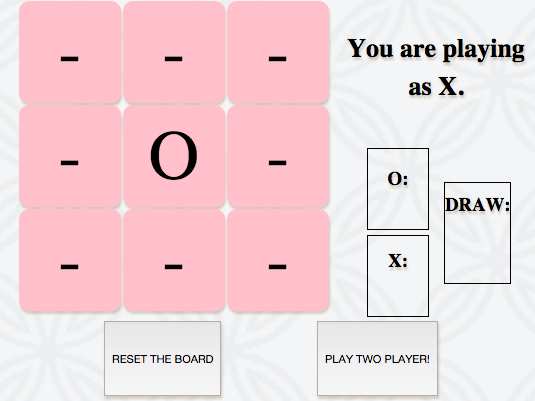 - - -
- O -
- - -
You are playing
as X.
O:
DRAW:
X:
RESET THE BOARD
PLAY TWO PLAYER!